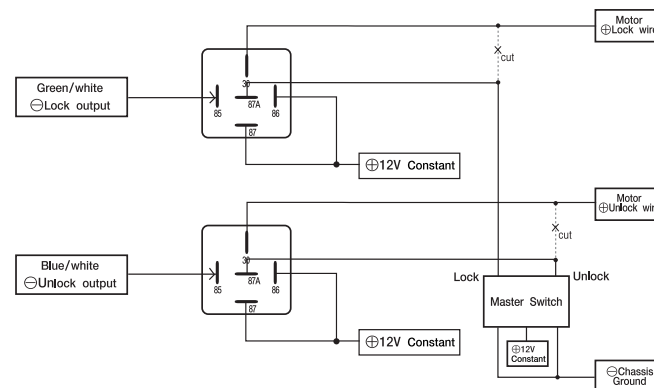 Motor
⊕Lock wire
cut
Green/white
⊖Lock output
30
87A
85
86
87
⊕12V Constant
Motor
⊕Unlock wire
cut
Blue/white
⊖Unlock output
30
87A
85
86
87
⊕12V Constant
Lock
Unlock
Master Switch
⊕12V
Constant
⊖Chassis
Ground